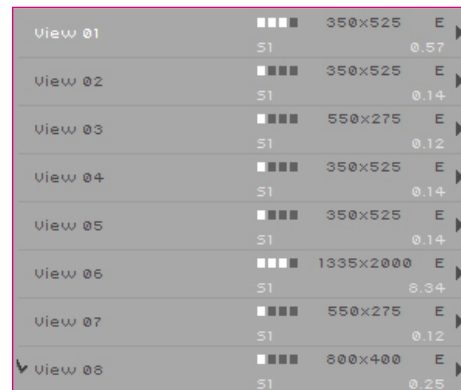 View 01 350x525 E
S1 0.57
View 02 350x525 E
S1 0.14
View 03 550x275 E
S1 0.12
View 04 350x525 E
S1 0.14
View 05 350x525 E
S1 0.14
View 06 1335x2000 E
S1 8.34
View 07 550x275 E
S1 0.12
View 08 800x400 E
S1 0.25